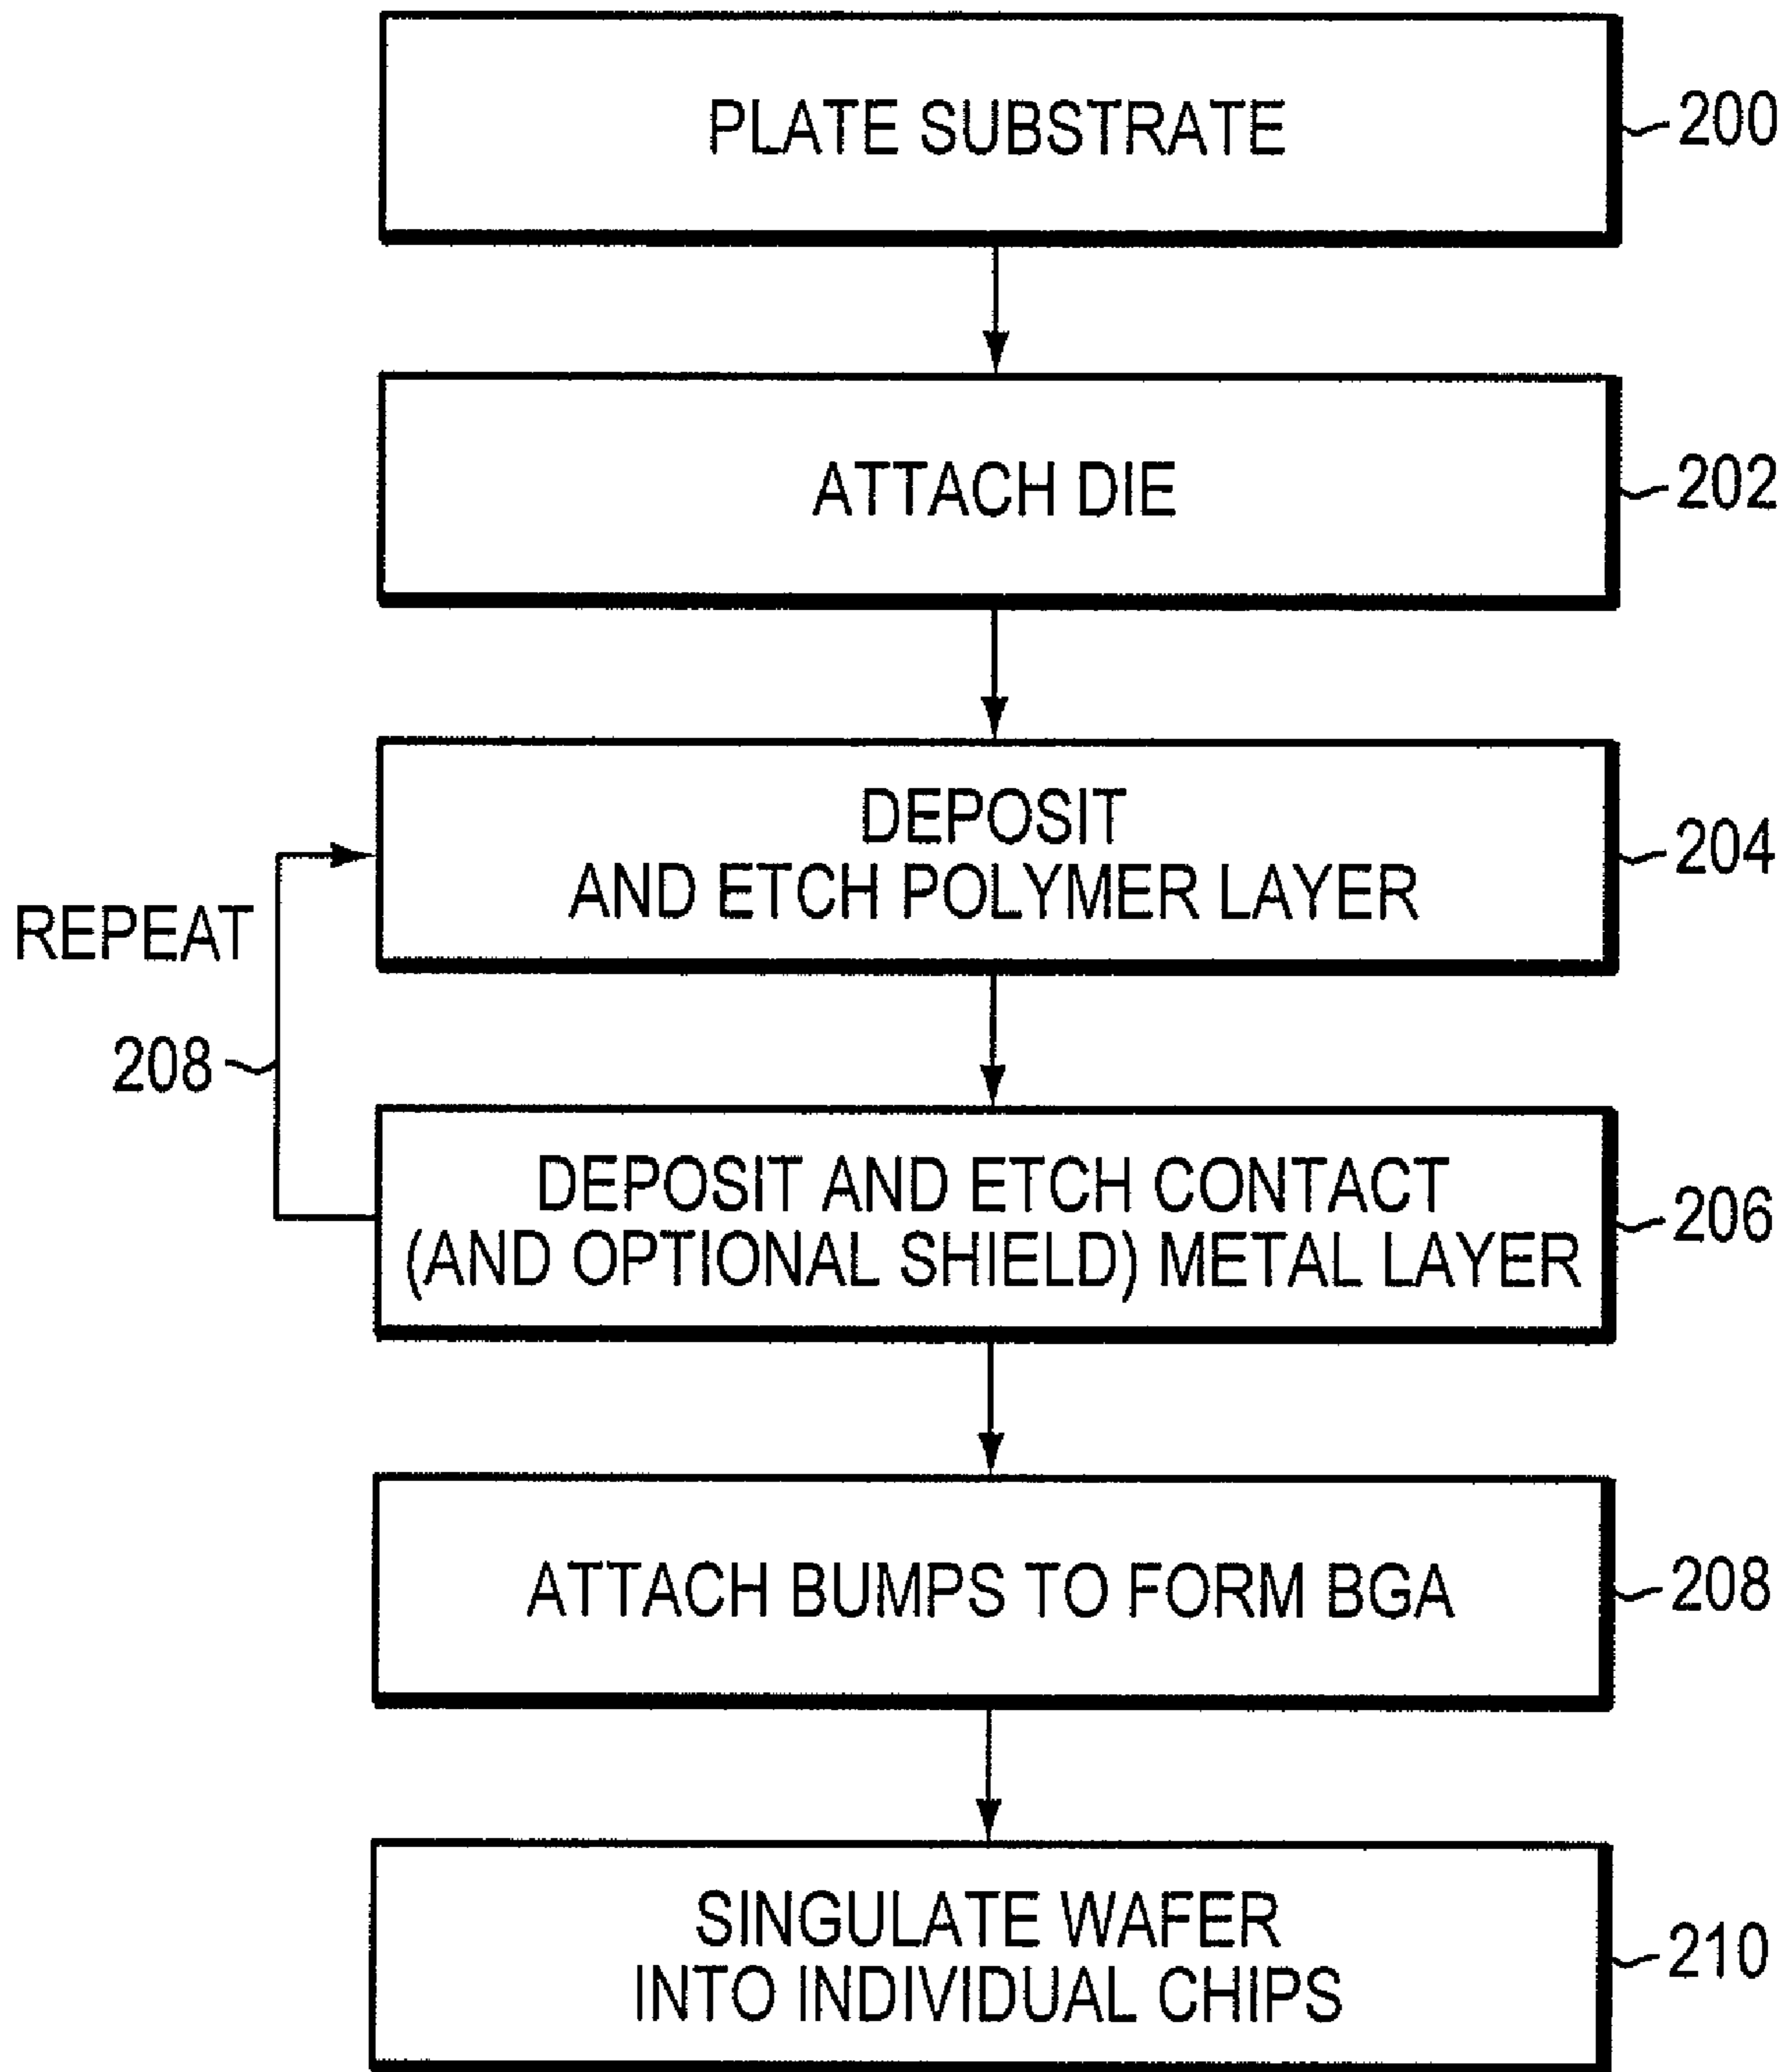 PLATE SUBSTRATE
200
ATTACH DIE
202
DEPOSIT
AND ETCH POLYMER LAYER
204
REPEAT
208
DEPOSIT AND ETCH CONTACT
(AND OPTIONAL SHIELD) METAL LAYER
206
ATTACH BUMPS TO FORM BGA
208
SINGULATE WAFER
INTO INDIVIDUAL CHIPS
210